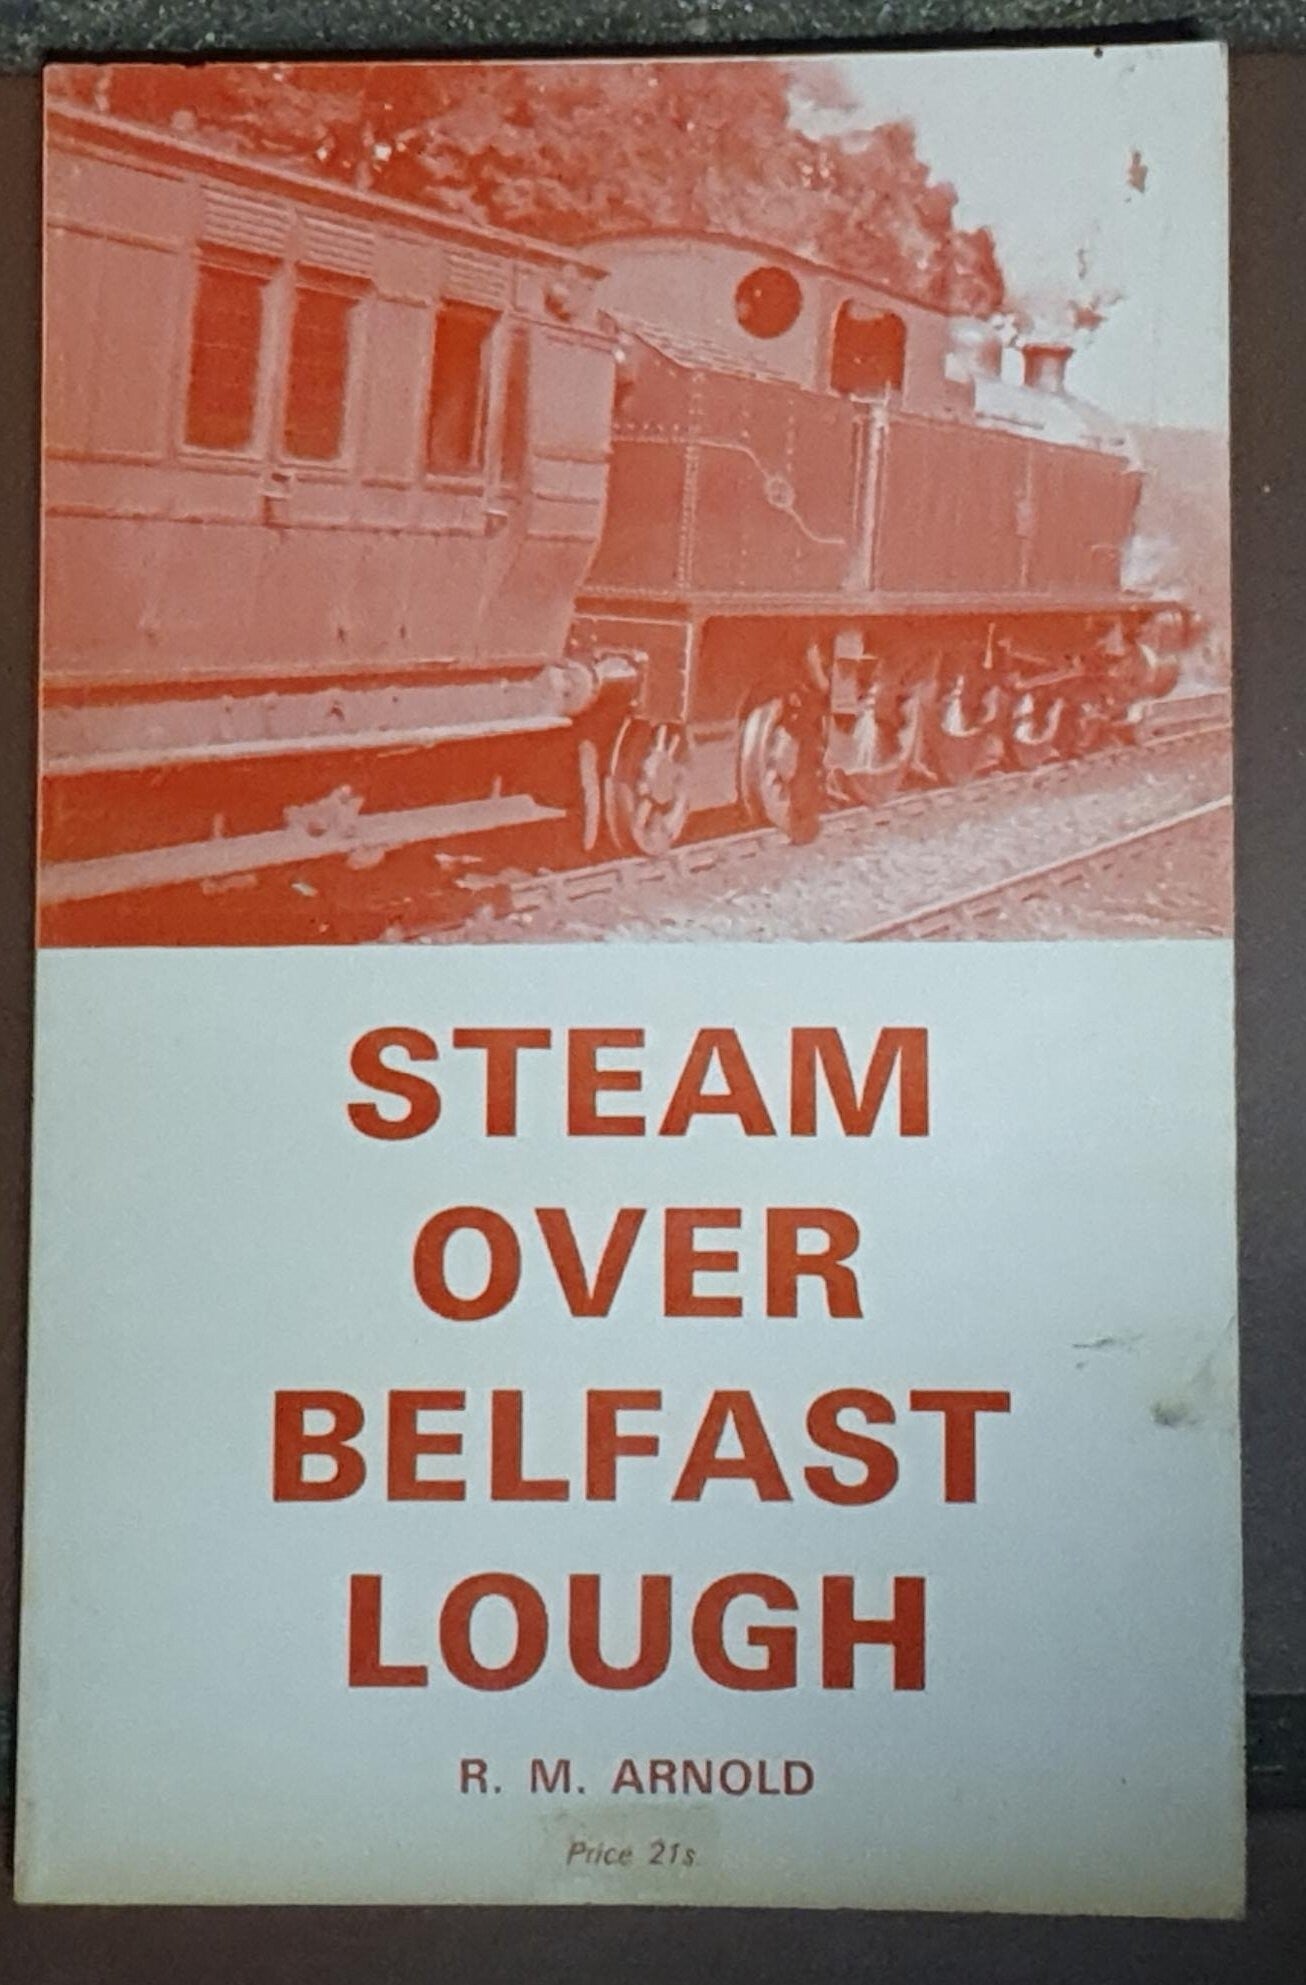 STEAM
OVER
BELFAST
LOUGH
R. M. ARNOLD
Price 21s